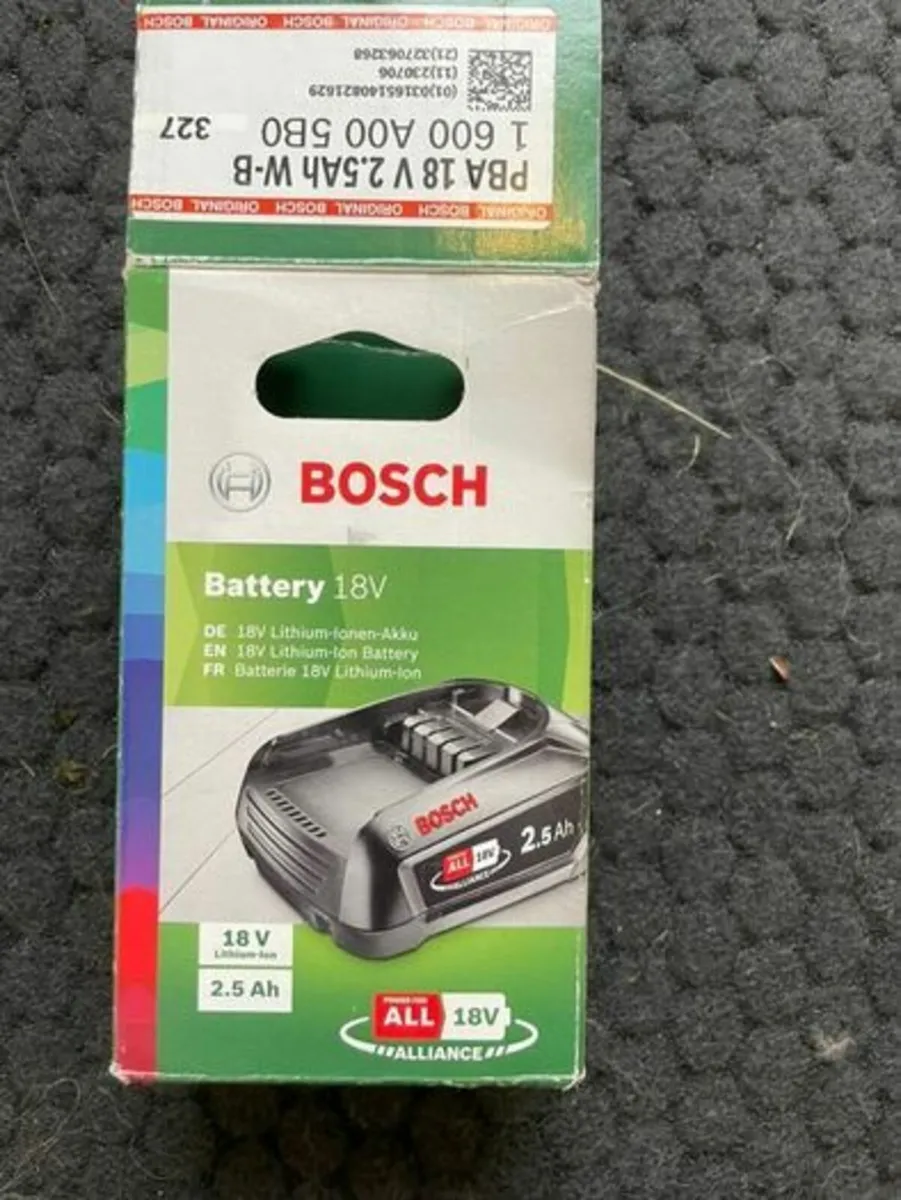 ORIGINAL BOSCH ORIGINAL BOSCH ORIGINAL BOSCH ORIGINAL
PBA 18 V 2.5Ah W-B
1 600 A00 5B0 327
(01)03165140821629
(11)230706
(21)327063268
ORIGINAL BOSCH ORIGINAL BOSCH ORIGINAL BOSCH
BOSCH
Battery 18V
DE 18V Lithium-Ionen-Akku
EN 18V Lithium-Ion Battery
FR Batterie 18V Lithium-Ion
BOSCH
ALL 18V
ALLIANCE
2.5 Ah
18 V
Lithium-Ion
2.5 Ah
POWER FOR
ALL 18V
ALLIANCE